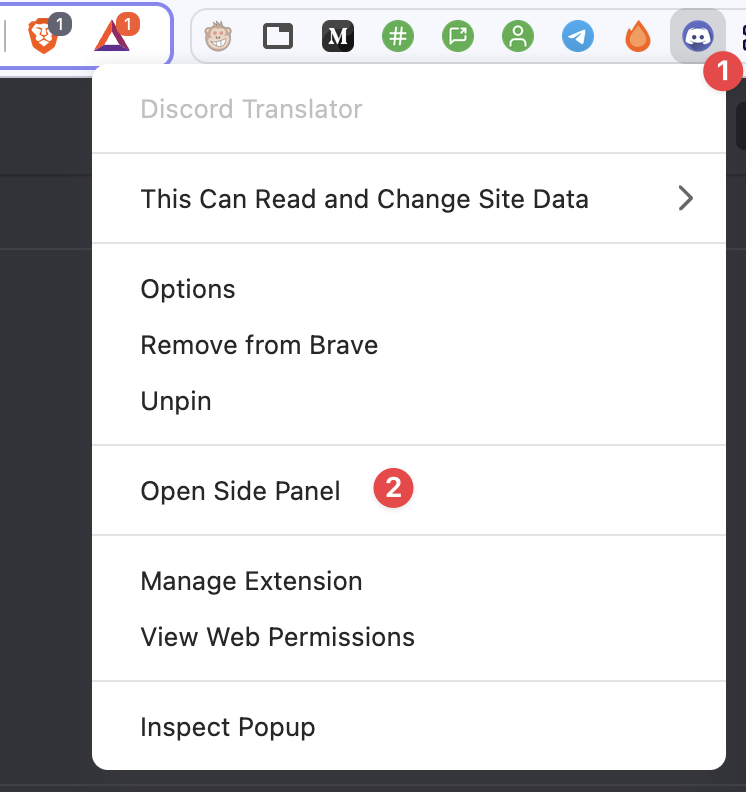 1
1
M
#
1
Discord Translator
This Can Read and Change Site Data
Options
Remove from Brave
Unpin
Open Side Panel 2
Manage Extension
View Web Permissions
Inspect Popup